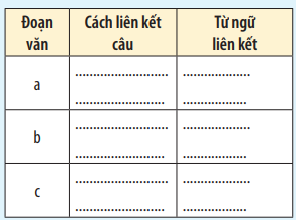 Đoạn Cách liên kết Từ ngữ
văn câu liên kết
a ........................... ....................
.......................... ...................
b ........................... ....................
.......................... ...................
c ........................... ....................
.......................... ...................